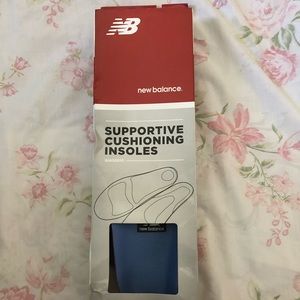 NB
new balance
SUPPORTIVE
CUSHIONING
INSOLES
new balance